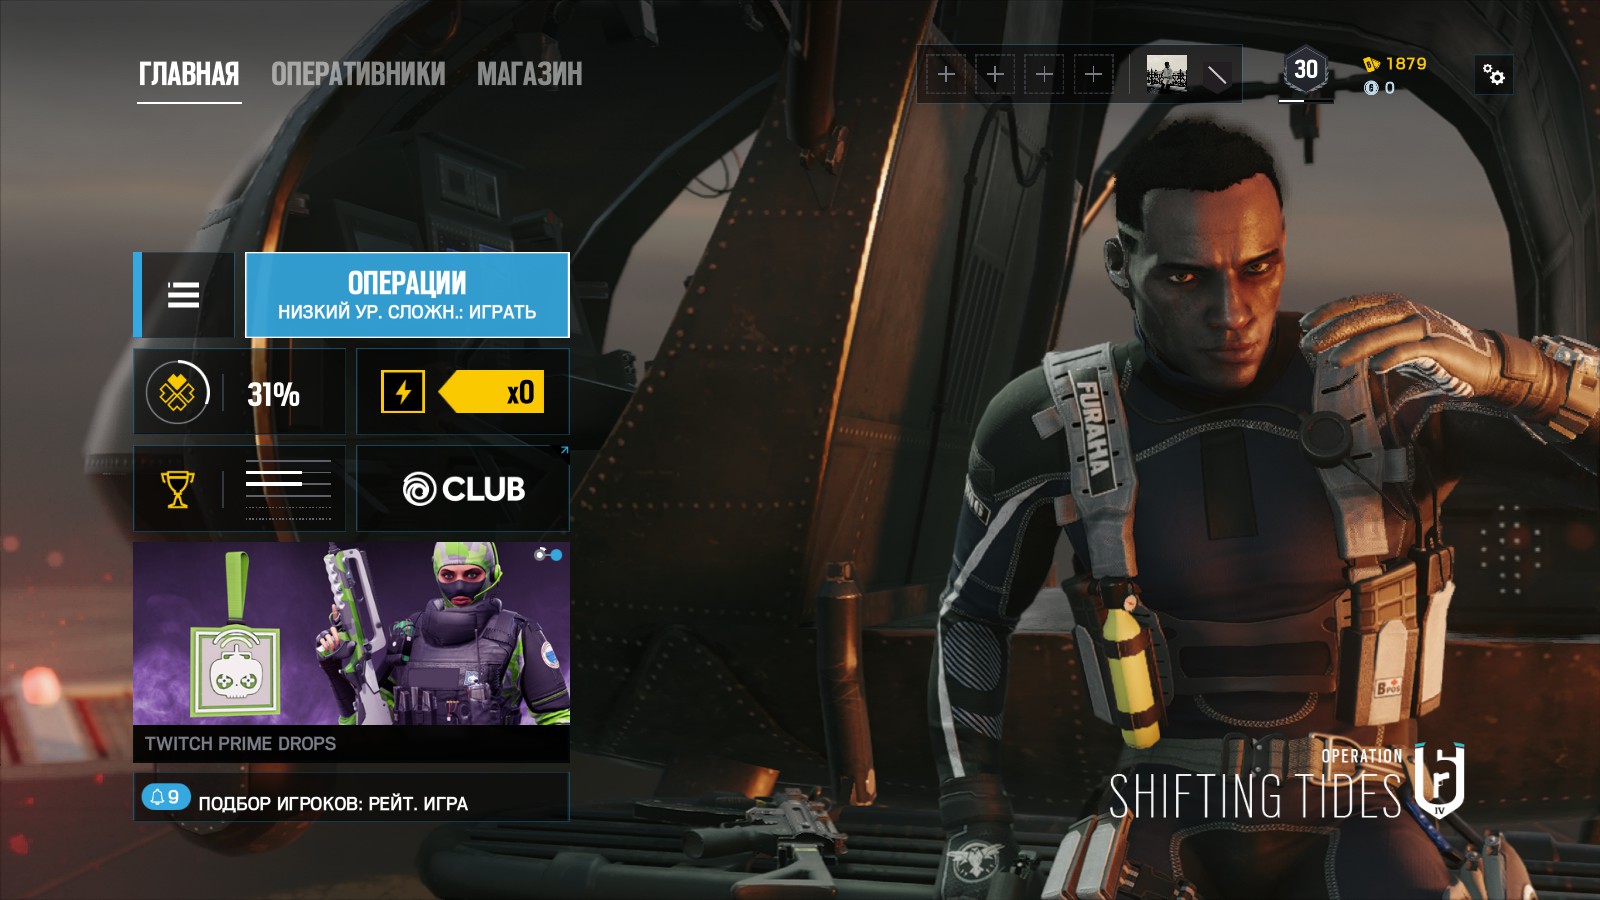 ГЛАВНАЯ ОПЕРАТИВНИКИ МАГАЗИН
30
1879
0
ОПЕРАЦИИ
НИЗКИЙ УР. СЛОЖН.: ИГРАТЬ
31%
x0
CLUB
FURAHA
TWITCH PRIME DROPS
9 ПОДБОР ИГРОКОВ: РЕЙТ. ИГРА
OPERATION
SHIFTING TIDES
IV